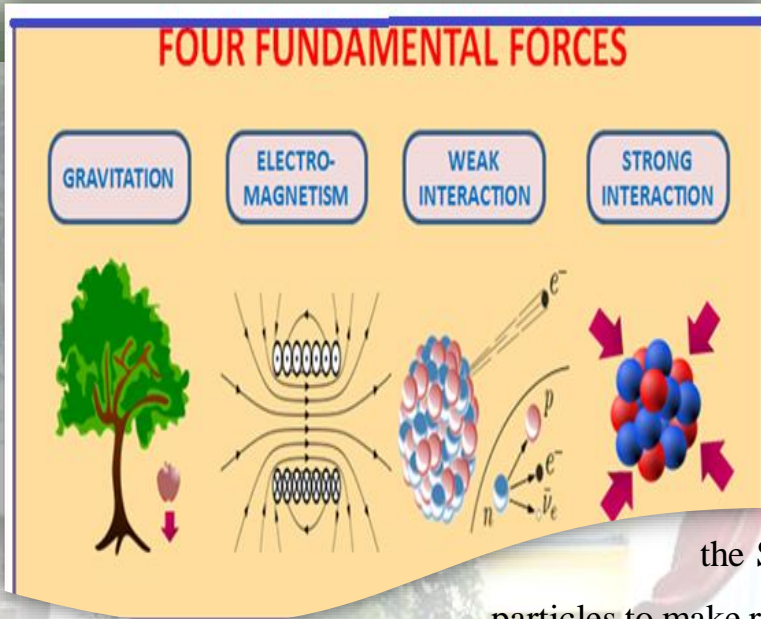 FOUR FUNDAMENTAL FORCES
GRAVITATION
ELECTRO-
MAGNETISM
WEAK
INTERACTION
STRONG
INTERACTION
e⁻
p
e⁻
n
ν̄e
the
particles to make